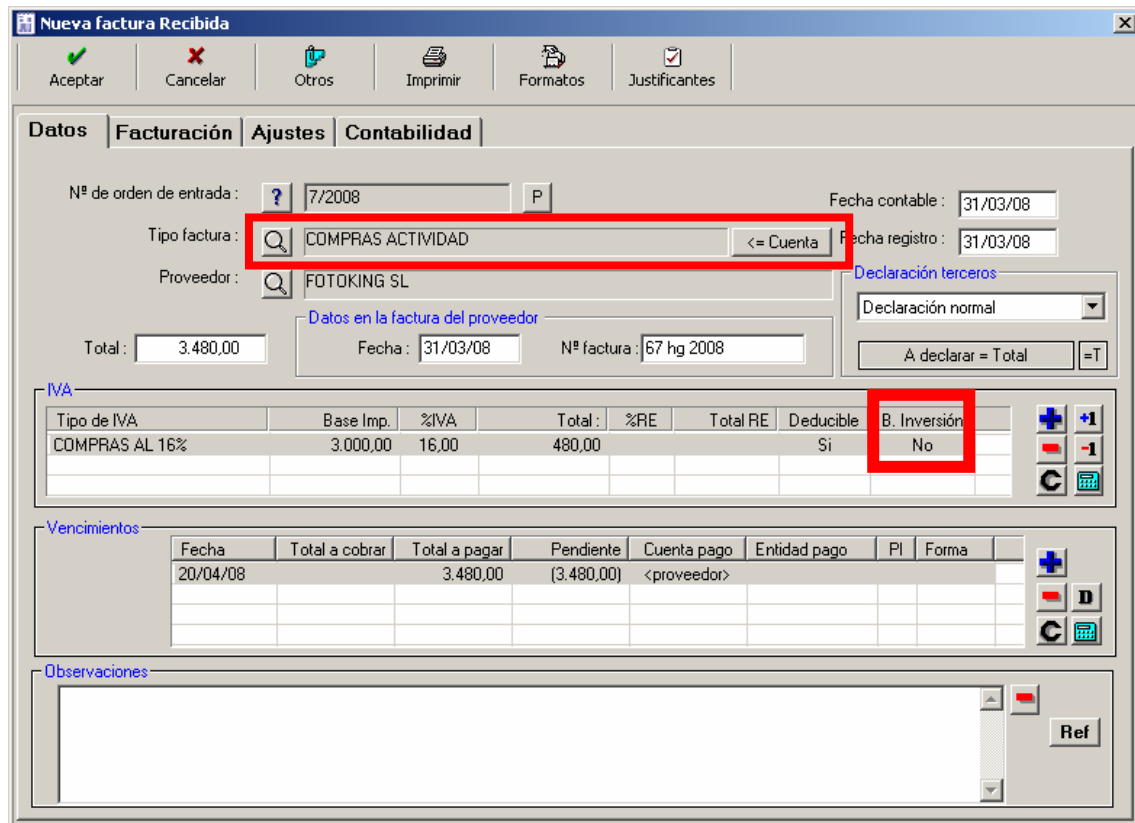 Nueva factura Recibida
Aceptar Cancelar Otros Imprimir Formatos Justificantes
Datos Facturación Ajustes Contabilidad
Nº de orden de entrada : ? 7/2008 P Fecha contable : 31/03/08
Tipo factura : COMPRAS ACTIVIDAD <= Cuenta Fecha registro : 31/03/08
Proveedor : FOTOKING SL
Declaración terceros
Declaración normal
A declarar = Total =T
Datos en la factura del proveedor
Total : 3.480,00 Fecha : 31/03/08 Nº factura : 67 hg 2008
IVA
Tipo de IVA Base Imp. %IVA Total : %RE Total RE Deducible B. Inversión +1
COMPRAS AL 16% 3.000,00 16,00 480,00 Si No -1
C
Vencimientos
Fecha Total a cobrar Total a pagar Pendiente Cuenta pago Entidad pago Pl Forma
20/04/08 3.480,00 (3.480,00) <proveedor>
D
C
Observaciones
Ref